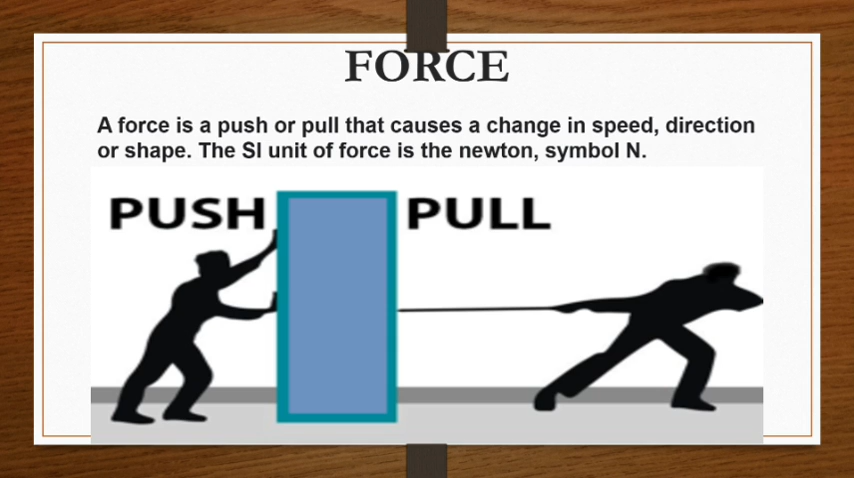 FORCE
A force is a push or pull that causes a change in speed, direction
or shape. The SI unit of force is the newton, symbol N.
PUSH PULL